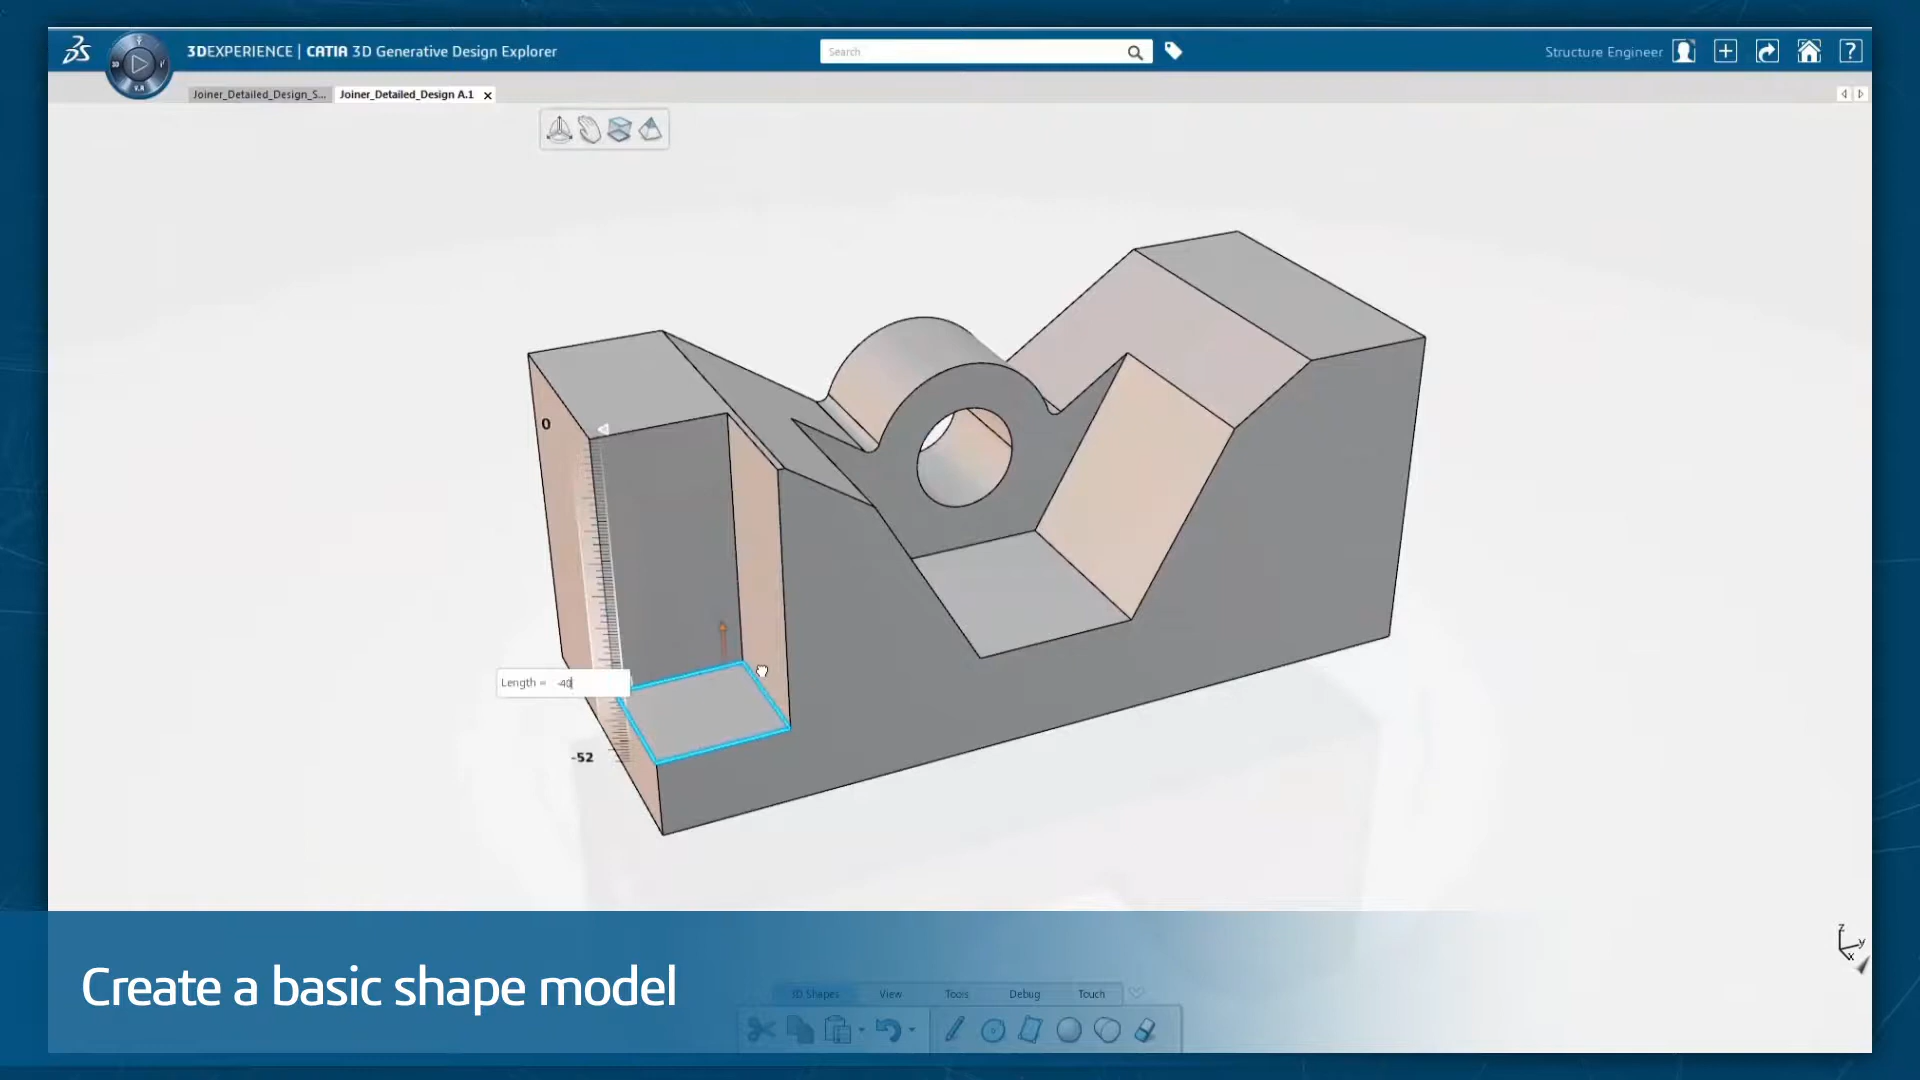 3DEXPERIENCE | CATIA 3D Generative Design Explorer
Search
Structure Engineer
?
Joiner_Detailed_Design_S...
Joiner_Detailed_Design A.1
0
Length = -40
-52
Z
y
x
Create a basic shape model
3D Shapes View Tools Debug Touch